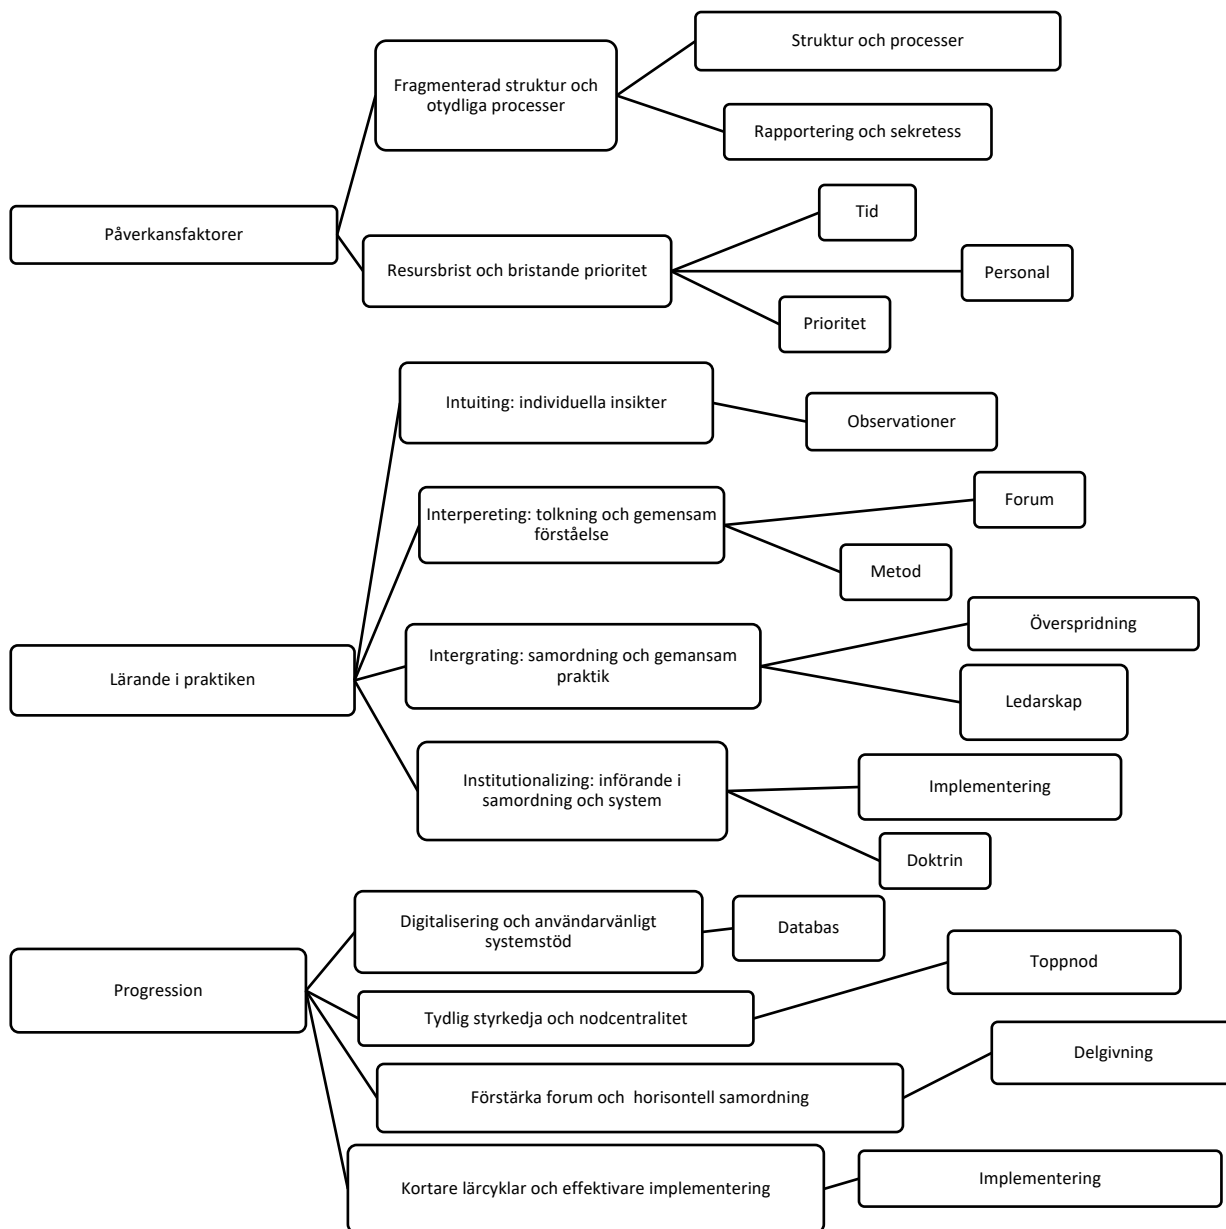 Påverkansfaktorer
Fragmenterad struktur och
otydliga processer
Struktur och processer
Rapportering och sekretess
Resursbrist och bristande prioritet
Tid
Personal
Prioritet
Lärande i praktiken
Intuiting: individuella insikter
Observationer
Interpereting: tolkning och gemensam
förståelse
Forum
Metod
Intergrating: samordning och gemansam
praktik
Överspridning
Ledarskap
Institutionalizing: införande i
samordning och system
Implementering
Doktrin
Progression
Digitalisering och användarvänligt
systemstöd
Databas
Tydlig styrkedja och nodcentralitet
Toppnod
Förstärka forum och horisontell samordning
Delgivning
Kortare lärcyklar och effektivare implementering
Implementering